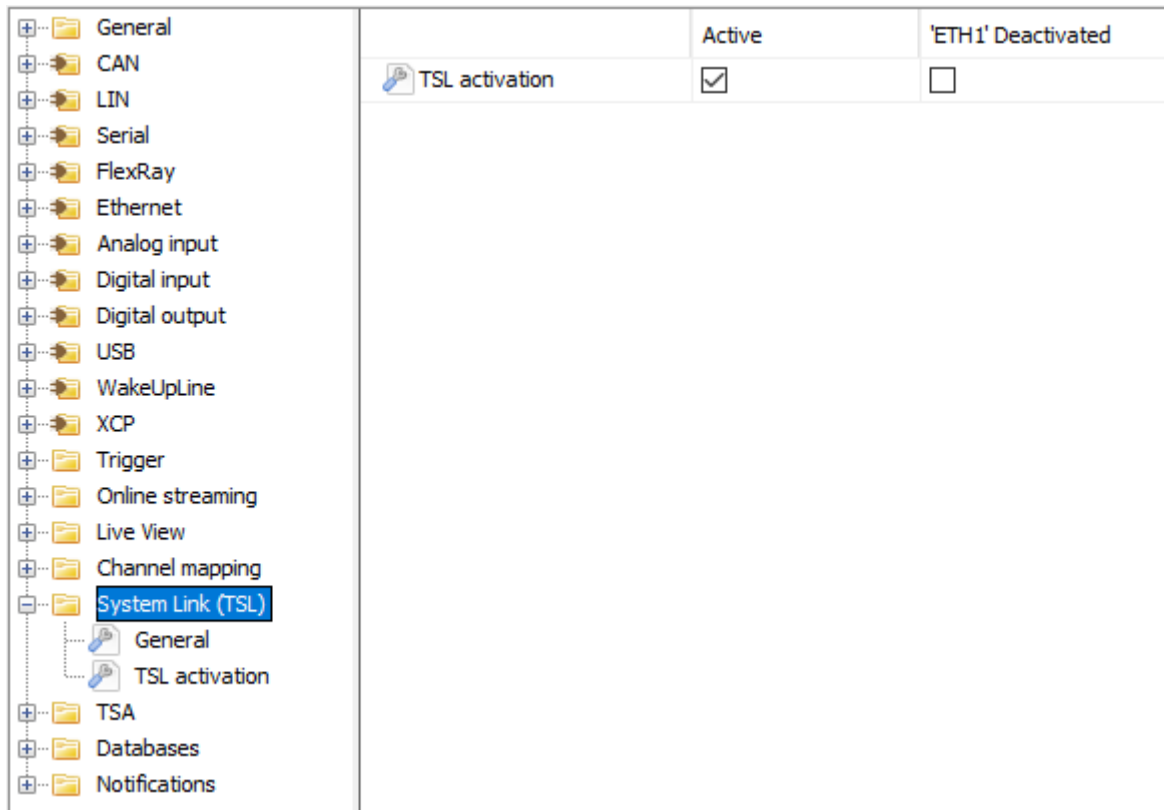 General
CAN
LIN
Serial
FlexRay
Ethernet
Analog input
Digital input
Digital output
USB
WakeUpLine
XCP
Trigger
Online streaming
Live View
Channel mapping
System Link (TSL)
General
TSL activation
TSA
Databases
Notifications
Active 'ETH1' Deactivated
TSL activation